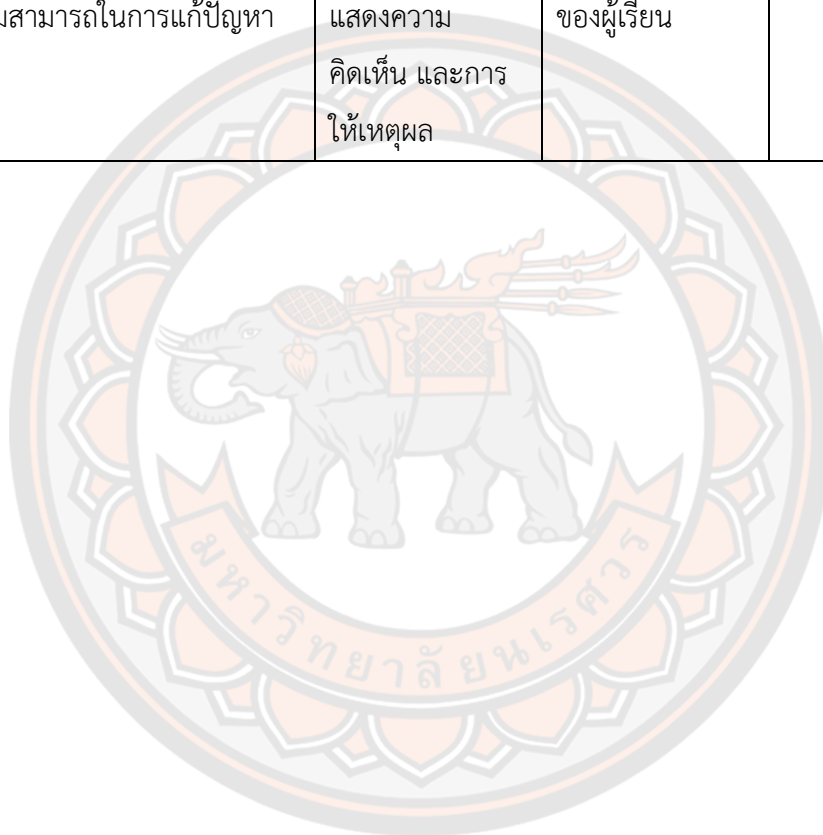 มสามารถในการแก้ปัญหา
แสดงความ
คิดเห็น และการ
ให้เหตุผล
ของผู้เรียน
มหาวิทยาลัยนเรศวร